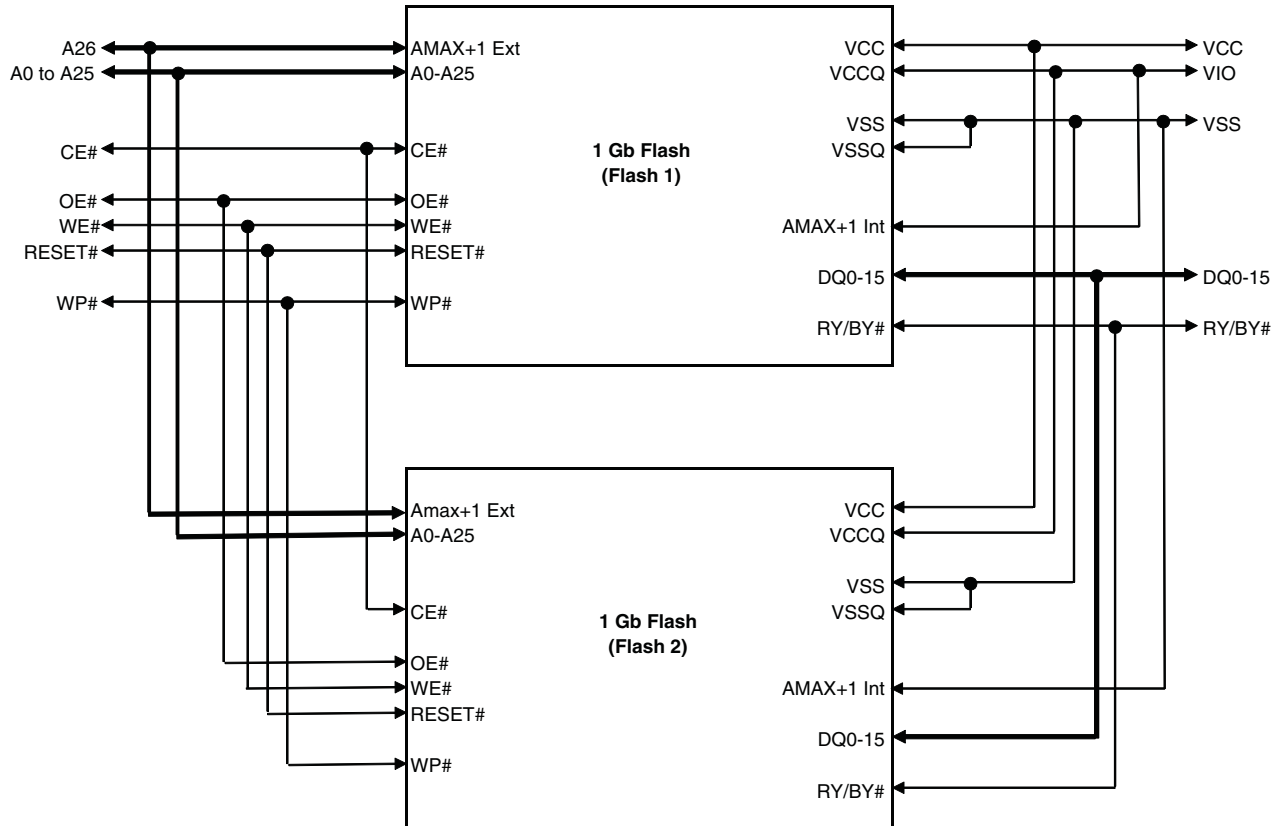 A26
A0 to A25
CE#
OE#
WE#
RESET#
WP#
AMAX+1 Ext
A0-A25
CE#
OE#
WE#
RESET#
WP#
1 Gb Flash
(Flash 1)
VCC
VCCQ
VSS
VSSQ
AMAX+1 Int
DQ0-15
RY/BY#
VCC
VIO
VSS
DQ0-15
RY/BY#
Amax+1 Ext
A0-A25
CE#
OE#
WE#
RESET#
WP#
1 Gb Flash
(Flash 2)
VCC
VCCQ
VSS
VSSQ
AMAX+1 Int
DQ0-15
RY/BY#